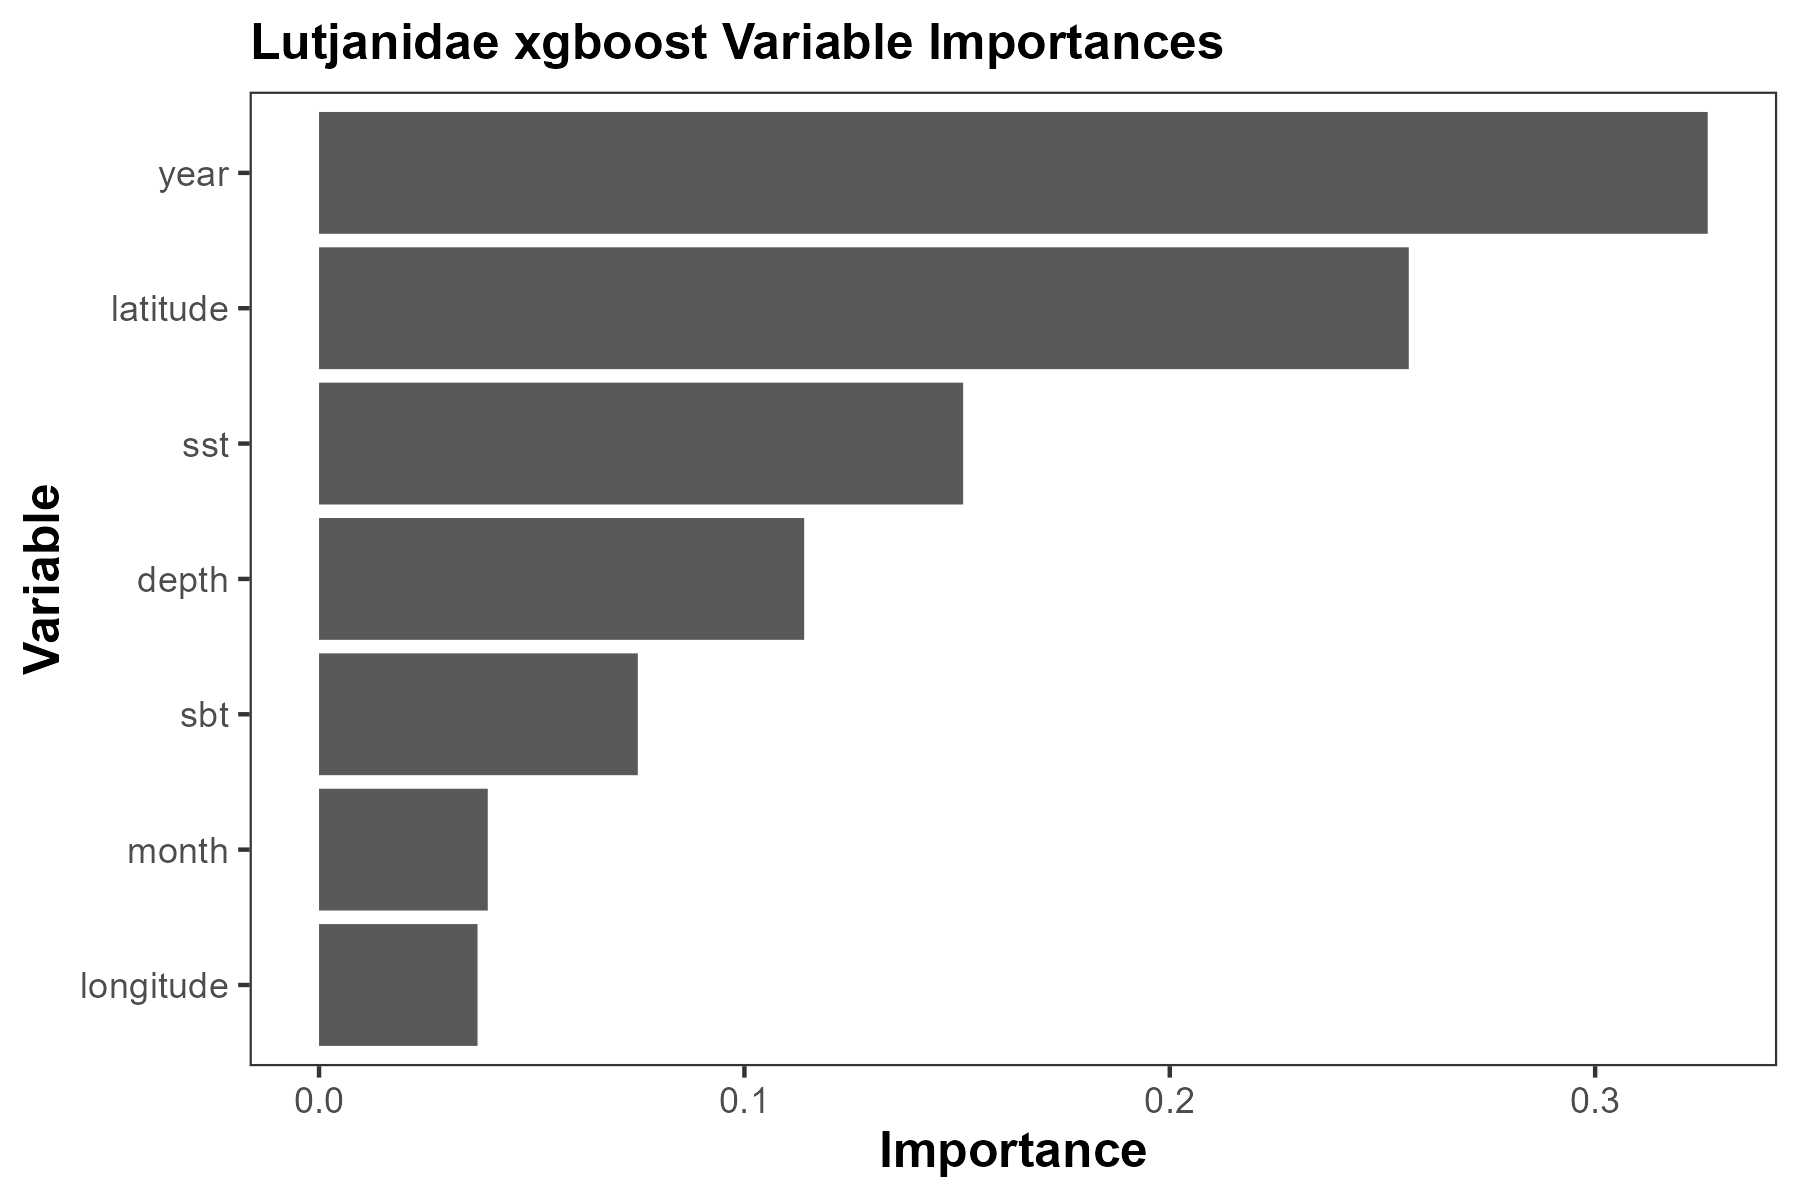 Lutjanidae xgboost Variable Importances
year
latitude
sst
depth
sbt
month
longitude
Variable
0.0 0.1 0.2 0.3
Importance